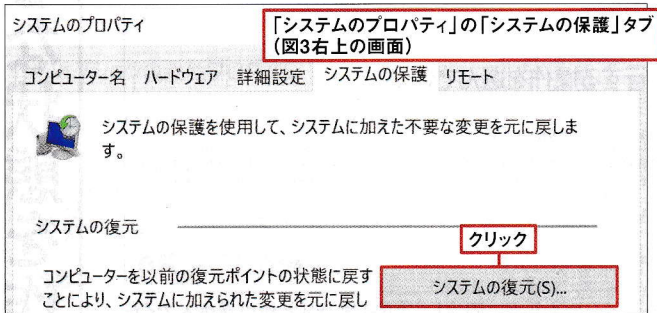 システムのプロパティ
「システムのプロパティ」の「システムの保護」タブ
(図3右上の画面)
コンピューター名 ハードウェア 詳細設定 システムの保護 リモート
システムの保護を使用して、システムに加えた不要な変更を元に戻しま
す。
システムの復元
クリック
コンピューターを以前の復元ポイントの状態に戻す
ことにより、システムに加えられた変更を元に戻し
システムの復元(S)...